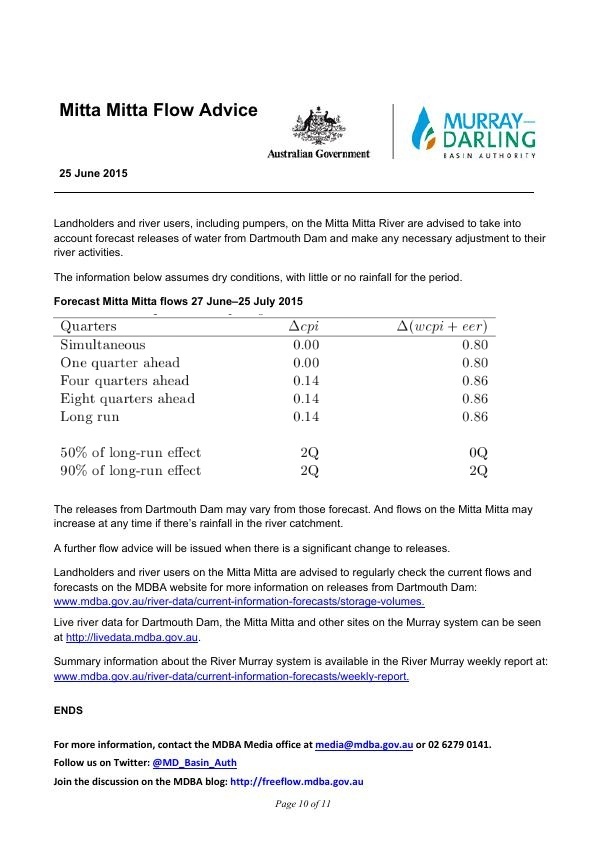 Mitta Mitta Flow Advice
Australian Government
MURRAY–
DARLING
BASIN AUTHORITY
25 June 2015
Landholders and river users, including pumpers, on the Mitta Mitta River are advised to take into
account forecast releases of water from Dartmouth Dam and make any necessary adjustment to their
river activities.
The information below assumes dry conditions, with little or no rainfall for the period.
Forecast Mitta Mitta flows 27 June–25 July 2015
Quarters Δcpi Δ(wcpi + eer)
Simultaneous 0.00 0.80
One quarter ahead 0.00 0.80
Four quarters ahead 0.14 0.86
Eight quarters ahead 0.14 0.86
Long run 0.14 0.86
50% of long-run effect 2Q 0Q
90% of long-run effect 2Q 2Q
The releases from Dartmouth Dam may vary from those forecast. And flows on the Mitta Mitta may
increase at any time if there's rainfall in the river catchment.
A further flow advice will be issued when there is a significant change to releases.
Landholders and river users on the Mitta Mitta are advised to regularly check the current flows and
forecasts on the MDBA website for more information on releases from Dartmouth Dam:
www.mdba.gov.au/river-data/current-information-forecasts/storage-volumes.
Live river data for Dartmouth Dam, the Mitta Mitta and other sites on the Murray system can be seen
at http://livedata.mdba.gov.au.
Summary information about the River Murray system is available in the River Murray weekly report at:
www.mdba.gov.au/river-data/current-information-forecasts/weekly-report.
ENDS
For more information, contact the MDBA Media office at media@mdba.gov.au or 02 6279 0141.
Follow us on Twitter: @MD_Basin_Auth
Join the discussion on the MDBA blog: http://freeflow.mdba.gov.au
Page 10 of 11